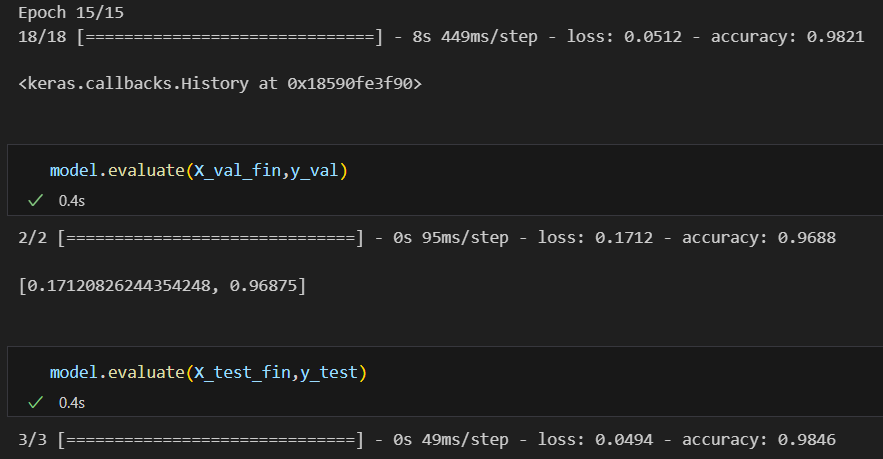 Epoch 15/15
18/18 [==============================] - 8s 449ms/step - loss: 0.0512 - accuracy: 0.9821
<keras.callbacks.History at 0x18590fe3f90>
model.evaluate(X_val_fin,y_val)
✓ 0.4s
2/2 [==============================] - 0s 95ms/step - loss: 0.1712 - accuracy: 0.9688
[0.17120826244354248, 0.96875]
model.evaluate(X_test_fin,y_test)
✓ 0.4s
3/3 [==============================] - 0s 49ms/step - loss: 0.0494 - accuracy: 0.9846